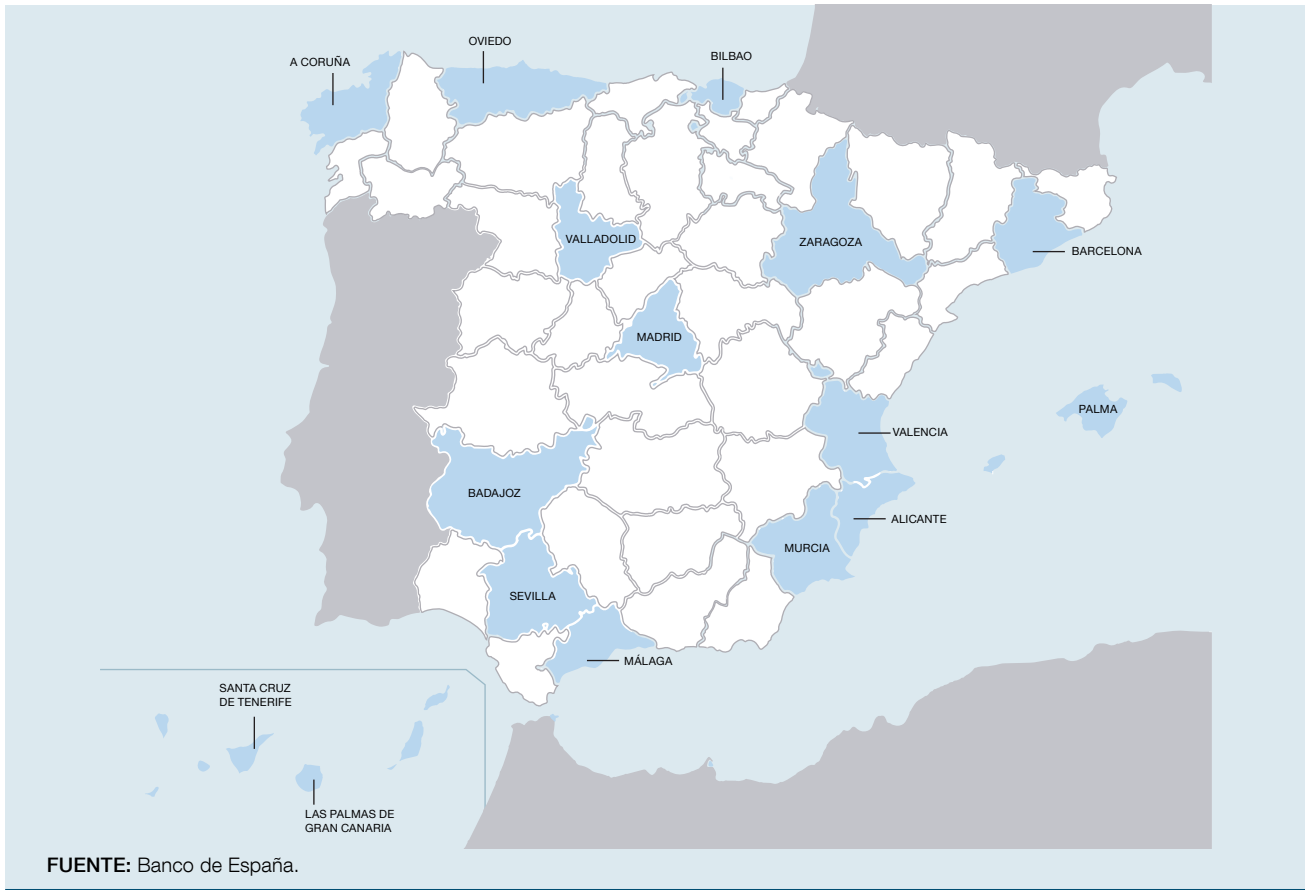 OVIEDO
A CORUÑA
BILBAO
VALLADOLID
ZARAGOZA
BARCELONA
MADRID
PALMA
VALENCIA
BADAJOZ
ALICANTE
MURCIA
SEVILLA
MÁLAGA
SANTA CRUZ
DE TENERIFE
LAS PALMAS DE
GRAN CANARIA
FUENTE: Banco de España.